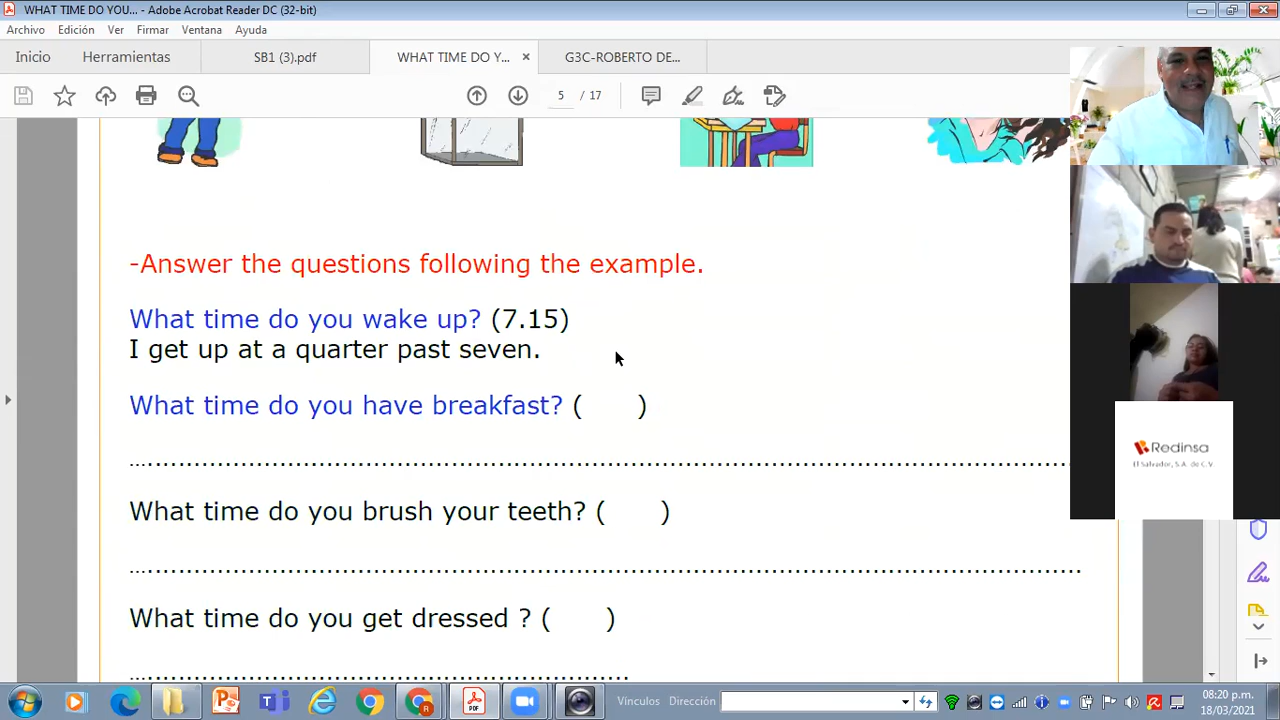 WHAT TIME DO YOU... - Adobe Acrobat Reader DC (32-bit)
Archivo Edición Ver Firmar Ventana Ayuda
Inicio Herramientas SB1 (3).pdf WHAT TIME DO Y... × G3C-ROBERTO DE...
5 / 17
-Answer the questions following the example.
What time do you wake up? (7.15)
I get up at a quarter past seven.
What time do you have breakfast? ( )
Redinsa
El Salvador, S.A. de C.V.
What time do you brush your teeth? ( )
What time do you get dressed ? ( )
Vínculos Dirección
08:20 p.m.
18/03/2021